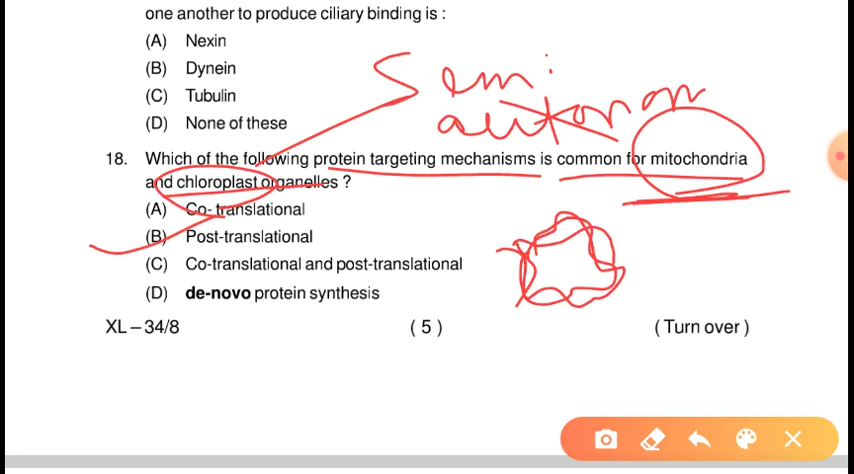 one another to produce ciliary binding is :
(A) Nexin
(B) Dynein
(C) Tubulin
(D) None of these
Semi
auto
18. Which of the following protein targeting mechanisms is common for mitochondria
and chloroplast organelles ?
(A) Co- translational
(B) Post-translational
(C) Co-translational and post-translational
(D) de-novo protein synthesis
XL – 34/8 ( 5 ) ( Turn over )